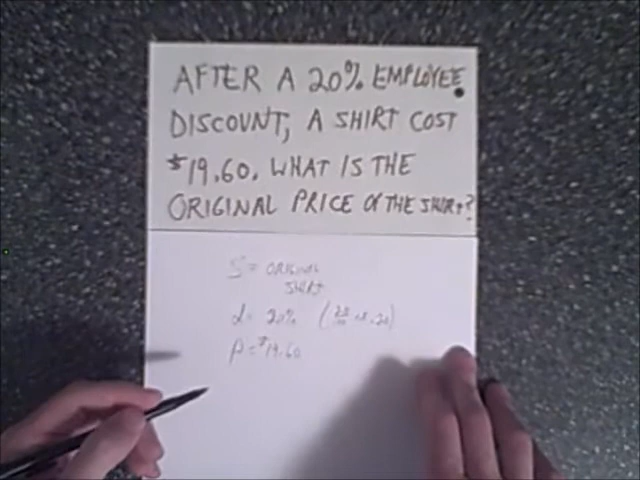 AFTER A 20% EMPLOYEE
DISCOUNT, A SHIRT COST
$19.60. WHAT IS THE
ORIGINAL PRICE OF THE SHIRT?
S = ORIGINAL
SHIRT
d = 20%
P = $19.60